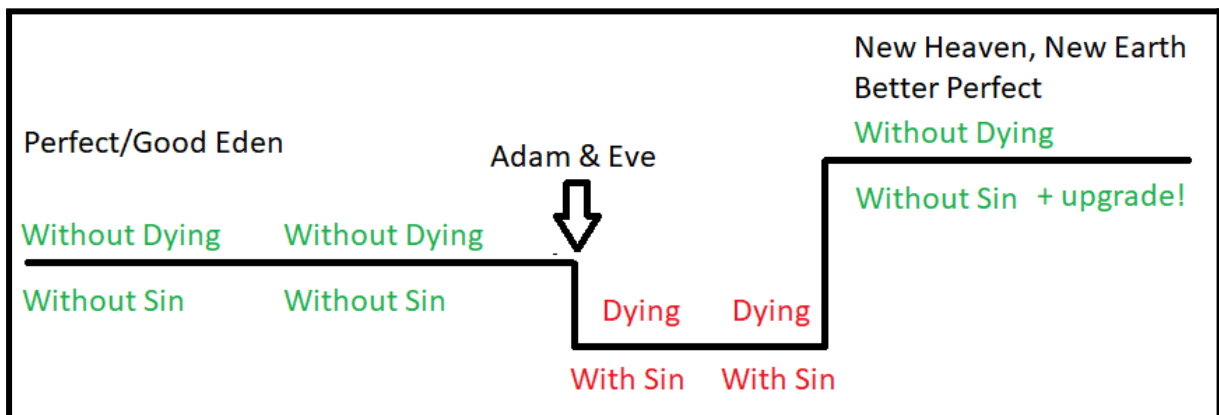 New Heaven, New Earth
Better Perfect
Perfect/Good Eden
Adam & Eve
Without Dying
Without Sin + upgrade!
Without Dying Without Dying
Without Sin Without Sin
Dying Dying
With Sin With Sin